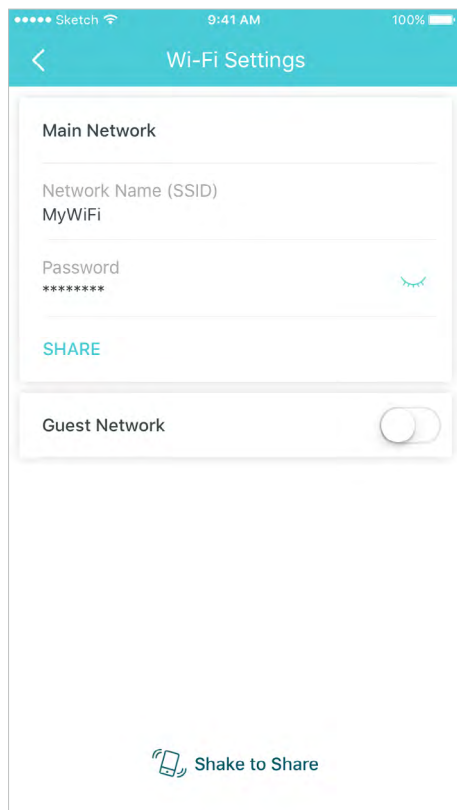 Sketch 9:41 AM 100%
Wi-Fi Settings
Main Network
Network Name (SSID)
MyWiFi
Password
********
SHARE
Guest Network
Shake to Share